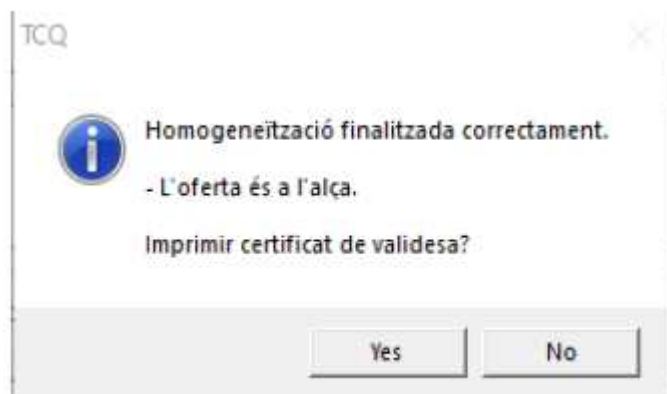 TCQ
Homogeneïtzació finalitzada correctament.
- L'oferta és a l'alça.
Imprimir certificat de validesa?
Yes
No